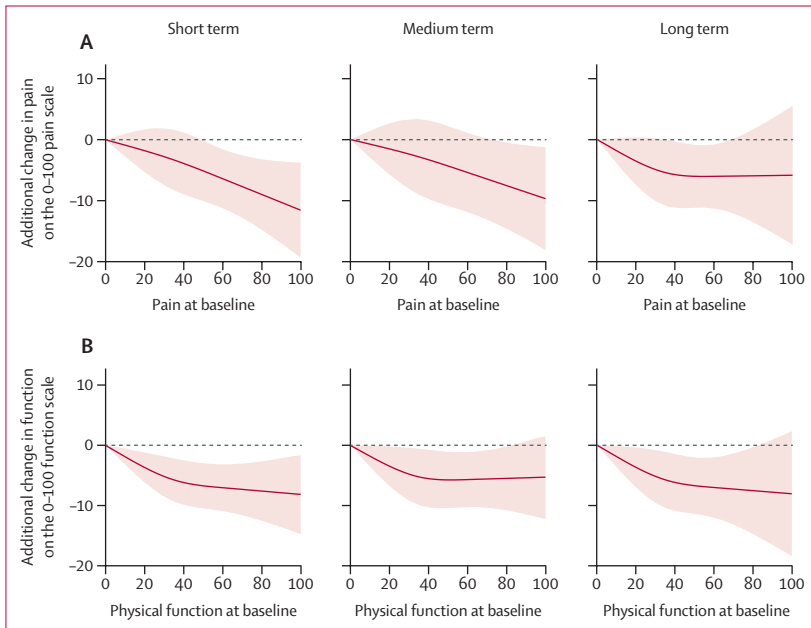 Short term
Medium term
Long term
A
Additional change in pain
on the 0–100 pain scale
10
0
–10
–20
0 20 40 60 80 100
0 20 40 60 80 100
0 20 40 60 80 100
Pain at baseline
Pain at baseline
Pain at baseline
B
Additional change in function
on the 0–100 function scale
10
0
–10
–20
0 20 40 60 80 100
0 20 40 60 80 100
0 20 40 60 80 100
Physical function at baseline
Physical function at baseline
Physical function at baseline